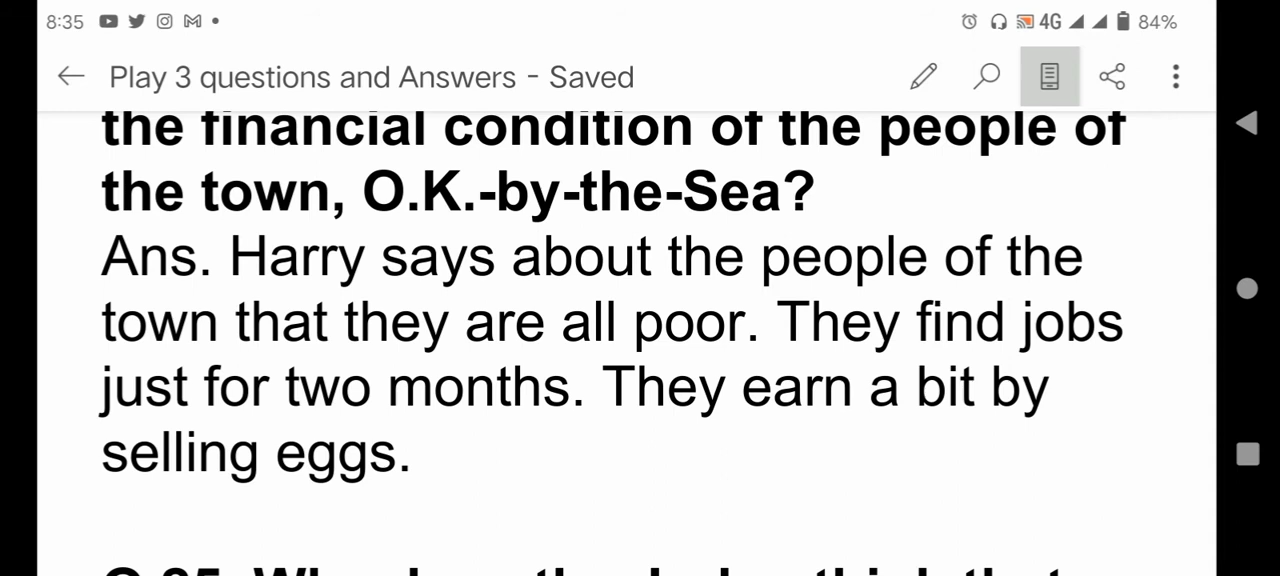 8:35
4G 84%
Play 3 questions and Answers - Saved
the financial condition of the people of
the town, O.K.-by-the-Sea?
Ans. Harry says about the people of the
town that they are all poor. They find jobs
just for two months. They earn a bit by
selling eggs.